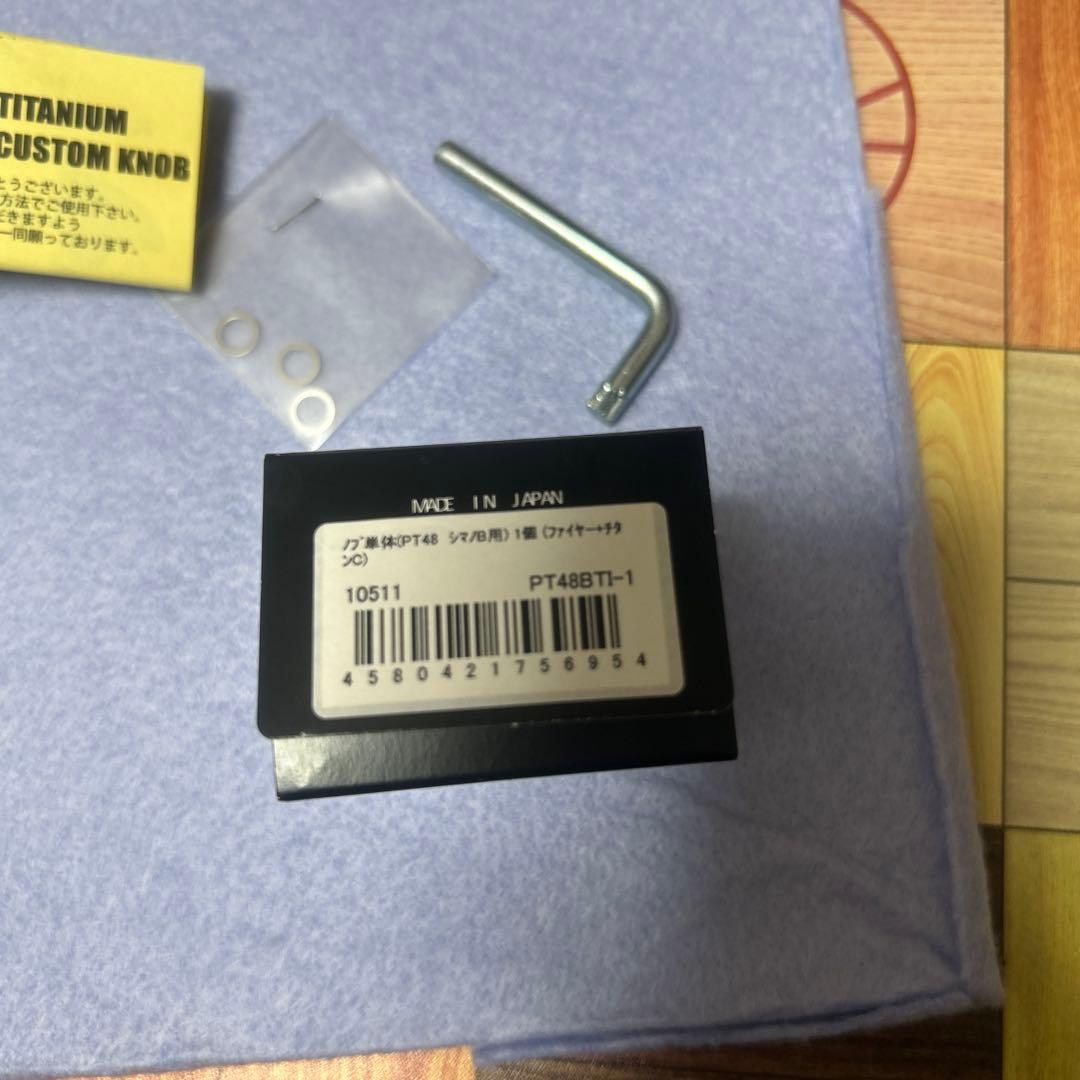 TITANIUM
CUSTOM KNOB
とうございます。
方法でご使用下さい。
だきますよう
一同願っております。
MADE IN JAPAN
ﾉﾌﾞ単体(PT48 ｼﾏﾉB用) 1個 (ﾌｧｲﾔｰ+ﾁﾀ
ﾝC)
10511 PT48BTI-1
4580421756954